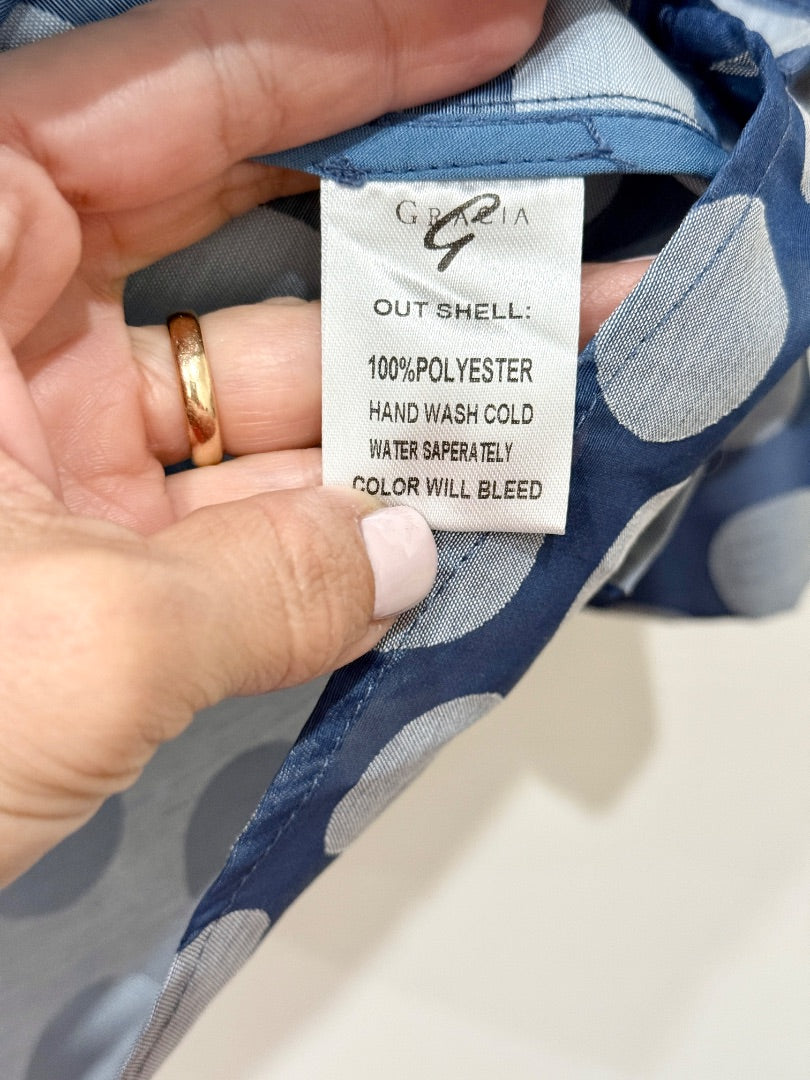 GRACIA
OUT SHELL:
100%POLYESTER
HAND WASH COLD
WATER SAPERATELY
COLOR WILL BLEED